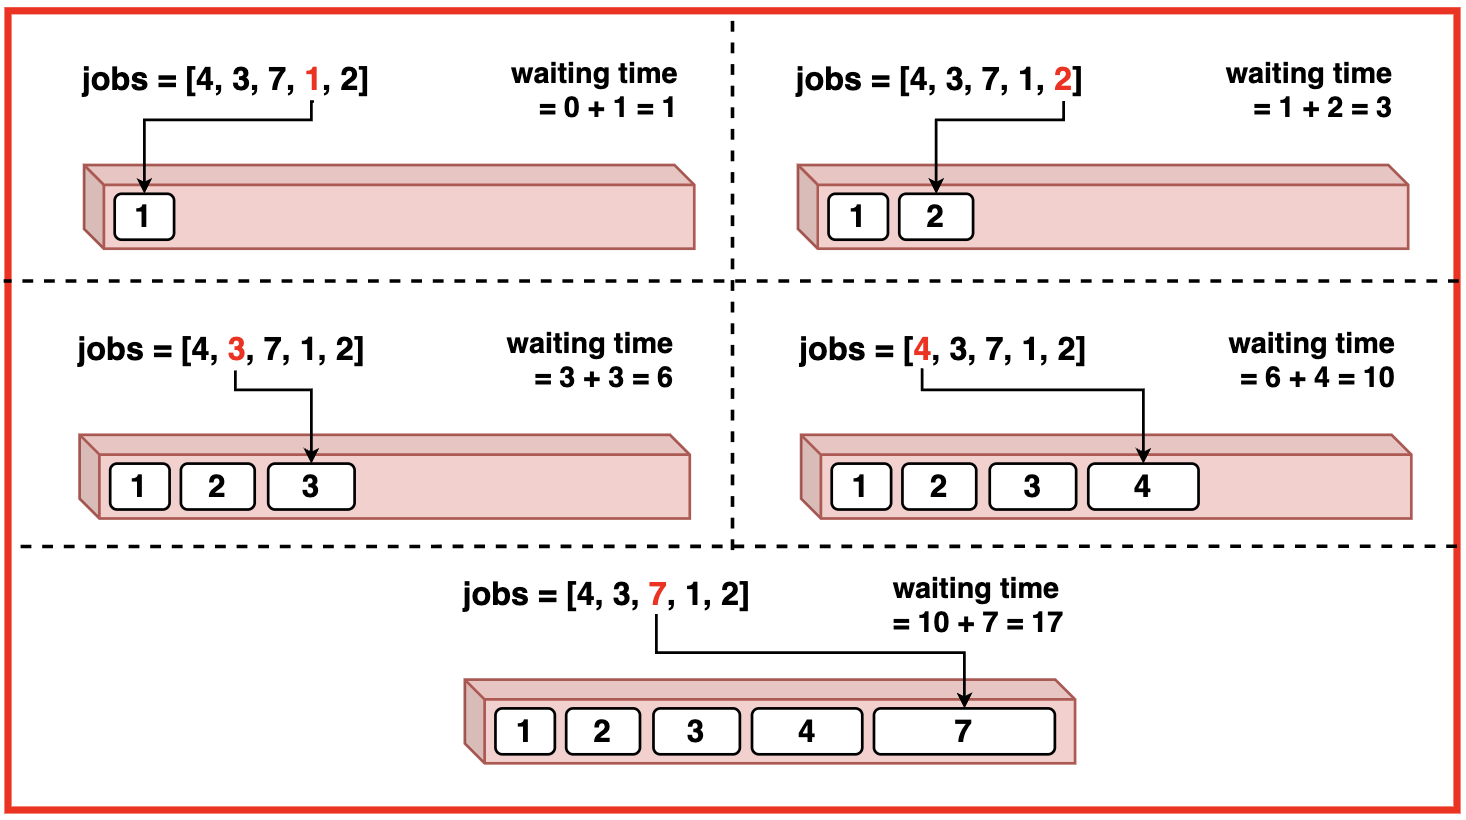 jobs = [4, 3, 7, 1, 2]
waiting time
= 0 + 1 = 1
1
jobs = [4, 3, 7, 1, 2]
waiting time
= 1 + 2 = 3
1 2
jobs = [4, 3, 7, 1, 2]
waiting time
= 3 + 3 = 6
1 2 3
jobs = [4, 3, 7, 1, 2]
waiting time
= 6 + 4 = 10
1 2 3 4
jobs = [4, 3, 7, 1, 2]
waiting time
= 10 + 7 = 17
1 2 3 4 7